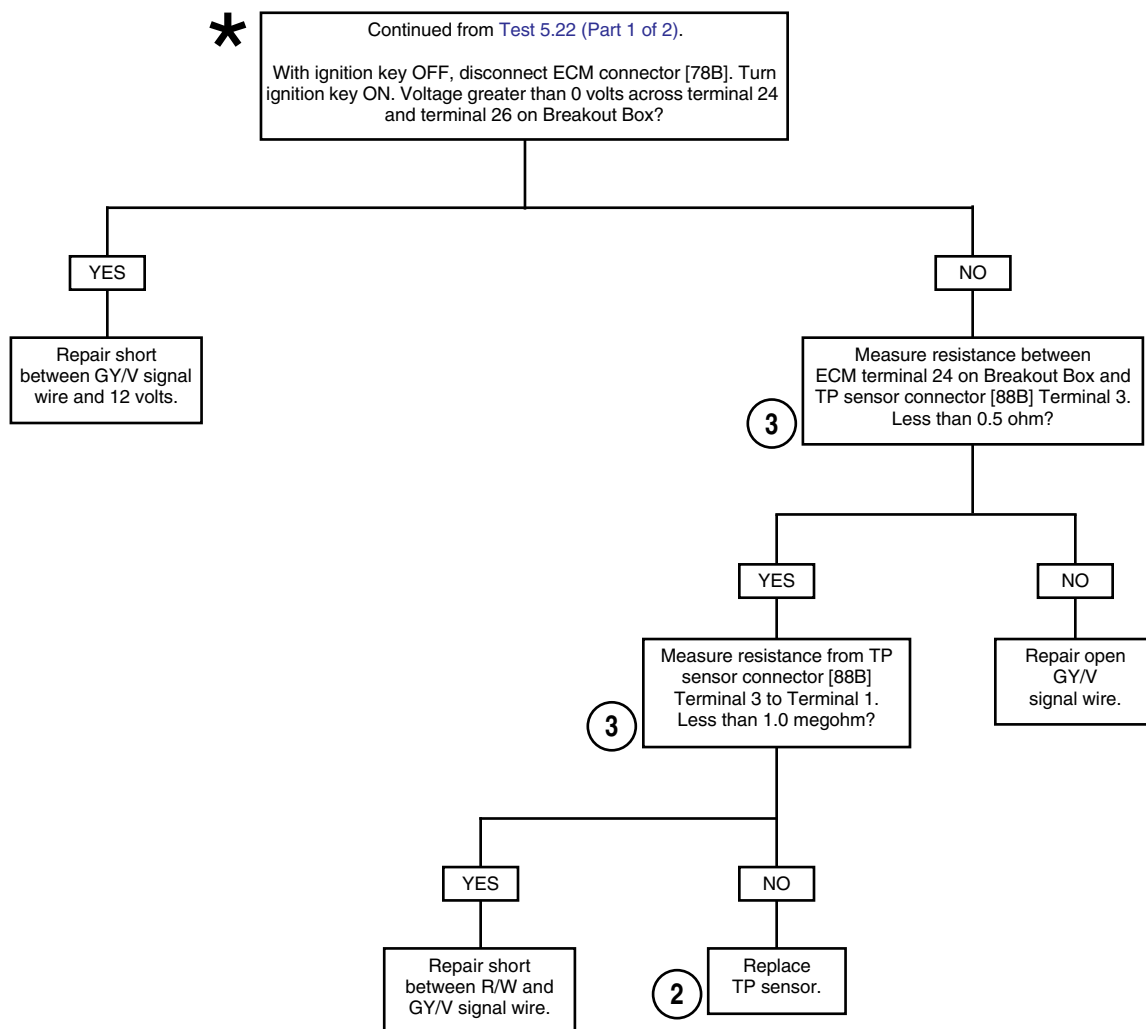 *
Continued from Test 5.22 (Part 1 of 2).
With ignition key OFF, disconnect ECM connector [78B]. Turn
ignition key ON. Voltage greater than 0 volts across terminal 24
and terminal 26 on Breakout Box?
YES
NO
Repair short
between GY/V signal
wire and 12 volts.
Measure resistance between
ECM terminal 24 on Breakout Box and
TP sensor connector [88B] Terminal 3.
Less than 0.5 ohm?
3
YES
NO
Measure resistance from TP
sensor connector [88B]
Terminal 3 to Terminal 1.
Less than 1.0 megohm?
3
Repair open
GY/V
signal wire.
YES
NO
Repair short
between R/W and
GY/V signal wire.
2
Replace
TP sensor.